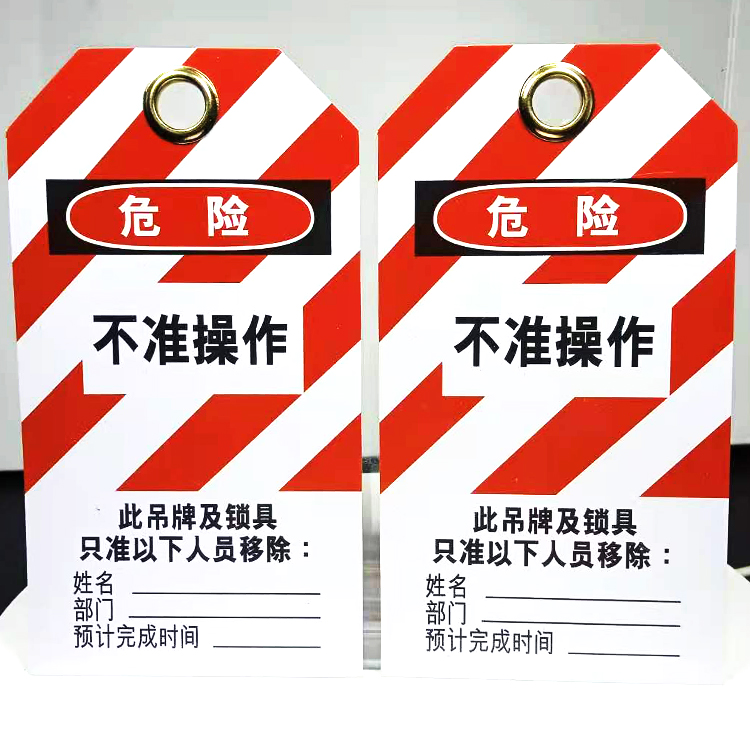 危 险
不准操作
此吊牌及锁具
只准以下人员移除：
姓名
部门
预计完成时间
危 险
不准操作
此吊牌及锁具
只准以下人员移除：
姓名
部门
预计完成时间